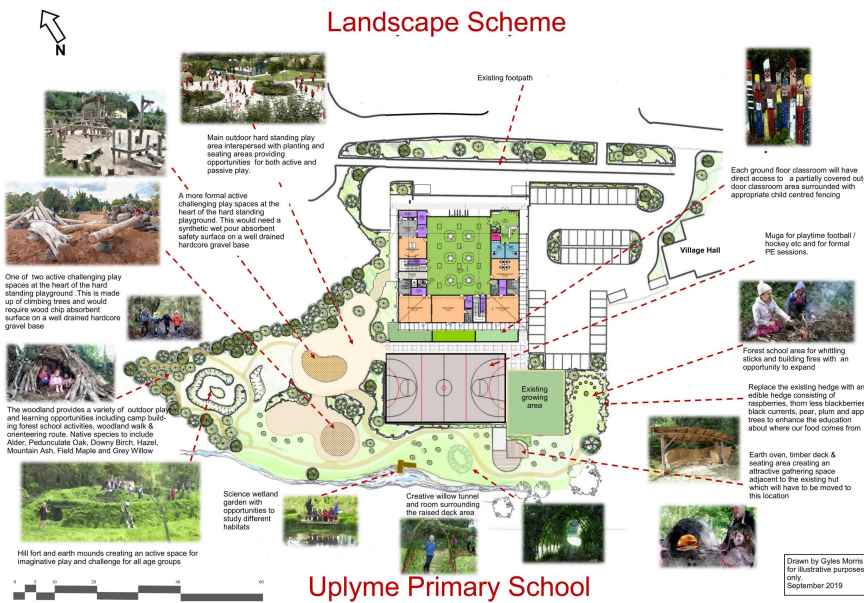 Landscape Scheme
N
Existing footpath
Main outdoor hard standing play
area interspersed with planting and
seating areas providing
opportunities for both active and
passive play.
A more formal active
challenging play spaces at the
heart of the hard standing
playground. This would need a
synthetic wet pour absorbent
safety surface on a well drained
hardcore gravel base
Each ground floor classroom will have
direct access to a partially covered out
door classroom area surrounded with
appropriate child centred fencing
Muga for playtime football /
hockey etc and for formal
PE sessions.
Village Hall
One of two active challenging play
spaces at the heart of the hard
standing playground .This is made
up of climbing trees and would
require wood chip absorbent
surface on a well drained hardcore
gravel base
Forest school area for whittling
sticks and building fires with an
opportunity to expand
Existing
growing
area
Replace the existing hedge with an
edible hedge consisting of
raspberries, thorn less blackberries
black currents, pear, plum and app
trees to enhance the education
about where our food comes from
The woodland provides a variety of outdoor play
and learning opportunities including camp build-
ing forest school activities, woodland walk &
orienteering route. Native species to include
Alder, Pedunculate Oak, Downy Birch, Hazel,
Mountain Ash, Field Maple and Grey Willow
Earth oven, timber deck &
seating area creating an
attractive gathering space
adjacent to the existing hut
which will have to be moved to
this location
Science wetland
garden with
opportunities to
study different
habitats
Creative willow tunnel
and room surrounding
the raised deck area
Hill fort and earth mounds creating an active space for
imaginative play and challenge for all age groups
0 5 10 20 40 60
Uplyme Primary School
Drawn by Gyles Morris
for illustrative purposes
only.
September 2019